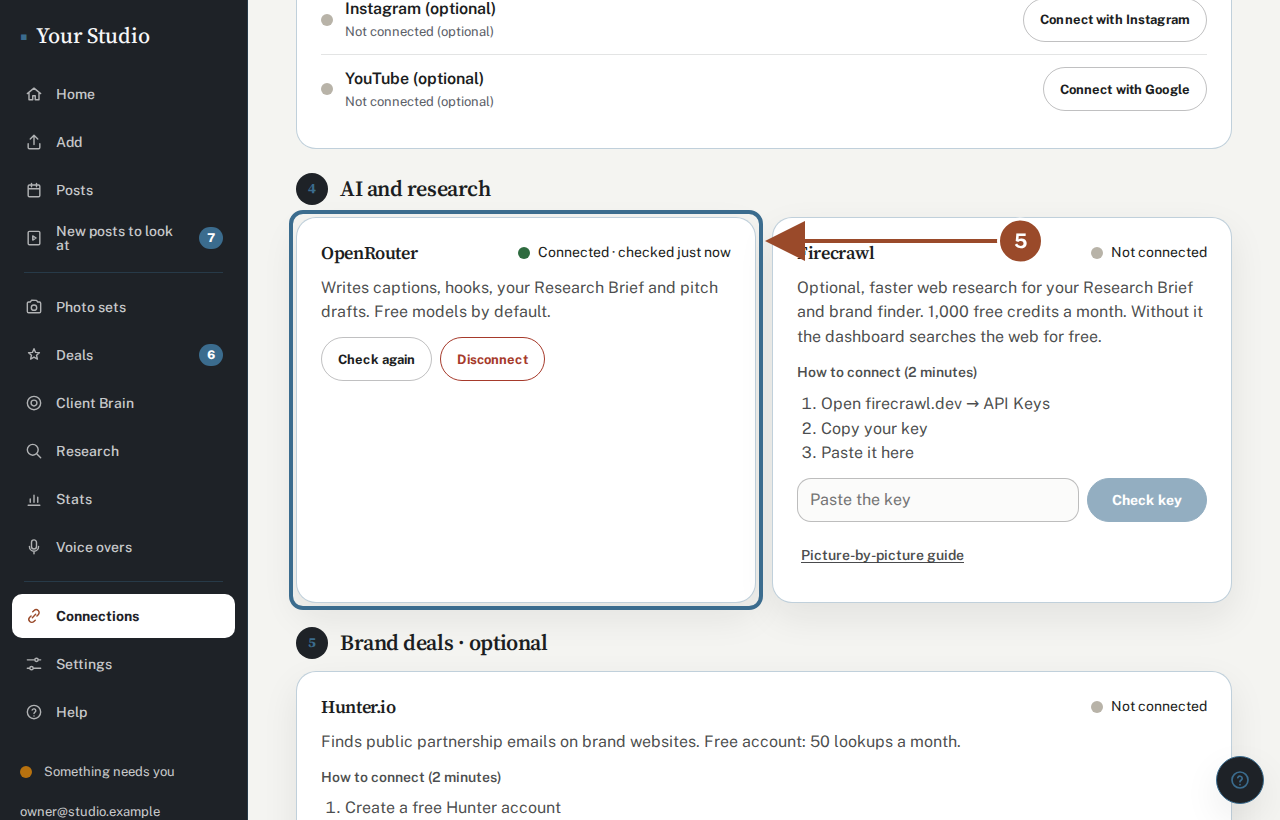 Your Studio
Home
Add
Posts
New posts to look
at
7
Photo sets
Deals
6
Client Brain
Research
Stats
Voice overs
Connections
Settings
Help
Something needs you
owner@studio.example
Instagram (optional)
Not connected (optional)
Connect with Instagram
YouTube (optional)
Not connected (optional)
Connect with Google
4
AI and research
OpenRouter
Connected · checked just now
Writes captions, hooks, your Research Brief and pitch
drafts. Free models by default.
Check again
Disconnect
5
Firecrawl
Not connected
Optional, faster web research for your Research Brief
and brand finder. 1,000 free credits a month. Without it
the dashboard searches the web for free.
How to connect (2 minutes)
1. Open firecrawl.dev → API Keys
2. Copy your key
3. Paste it here
Paste the key
Check key
Picture-by-picture guide
5
Brand deals · optional
Hunter.io
Not connected
Finds public partnership emails on brand websites. Free account: 50 lookups a month.
How to connect (2 minutes)
1. Create a free Hunter account